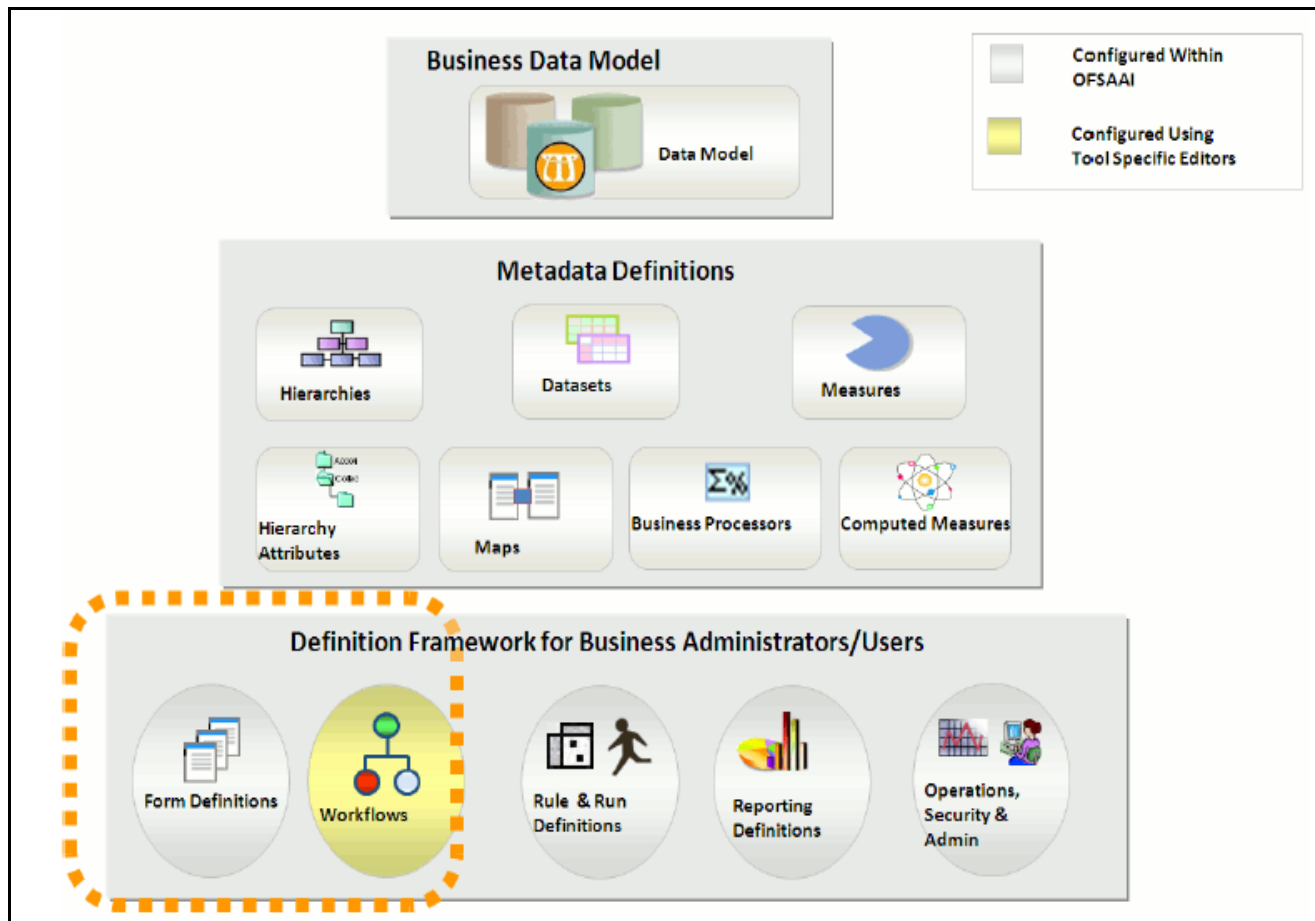 Business Data Model
Data Model
Configured Within
OFSAAI
Configured Using
Tool Specific Editors
Metadata Definitions
Hierarchies
Datasets
Measures
Hierarchy
Attributes
Maps
Σ%
Business Processors
Computed Measures
Definition Framework for Business Administrators/Users
Form Definitions
Workflows
Rule & Run
Definitions
Reporting
Definitions
Operations,
Security &
Admin